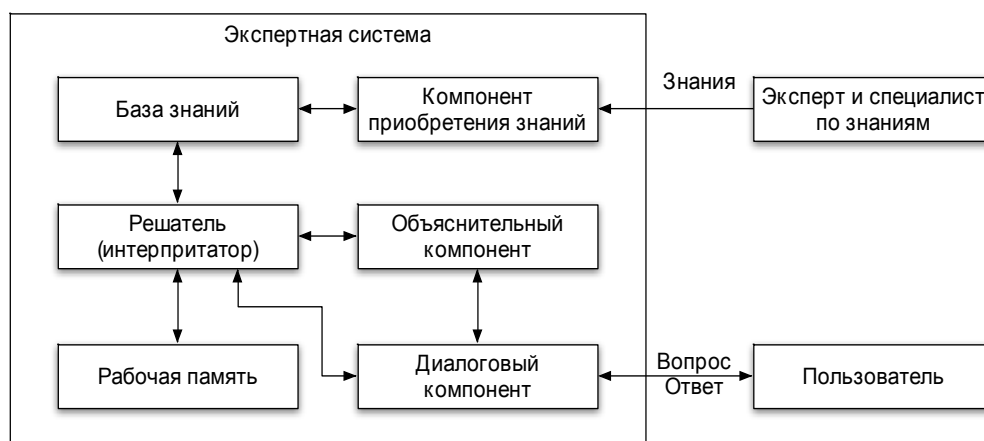 Экспертная система
База знаний
Компонент
приобретения знаний
Знания
Эксперт и специалист
по знаниям
Решатель
(интерпритатор)
Объяснительный
компонент
Рабочая память
Диалоговый
компонент
Вопрос
Ответ
Пользователь